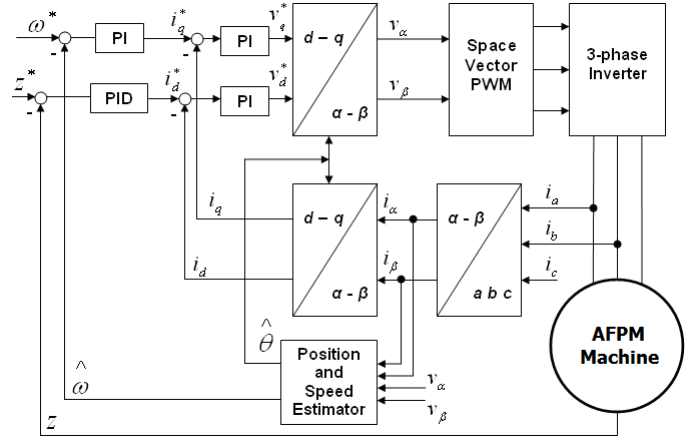 ω* PI i*q PI v*q d – q α - β vα Space Vector PWM 3-phase Inverter
z* PID i*d PI v*d vβ
iq d – q α - β iα α - β a b c ia
ib
id iβ ic
θ̂ Position and Speed Estimator
vα
ω̂ vβ
AFPM Machine
z
- - - -